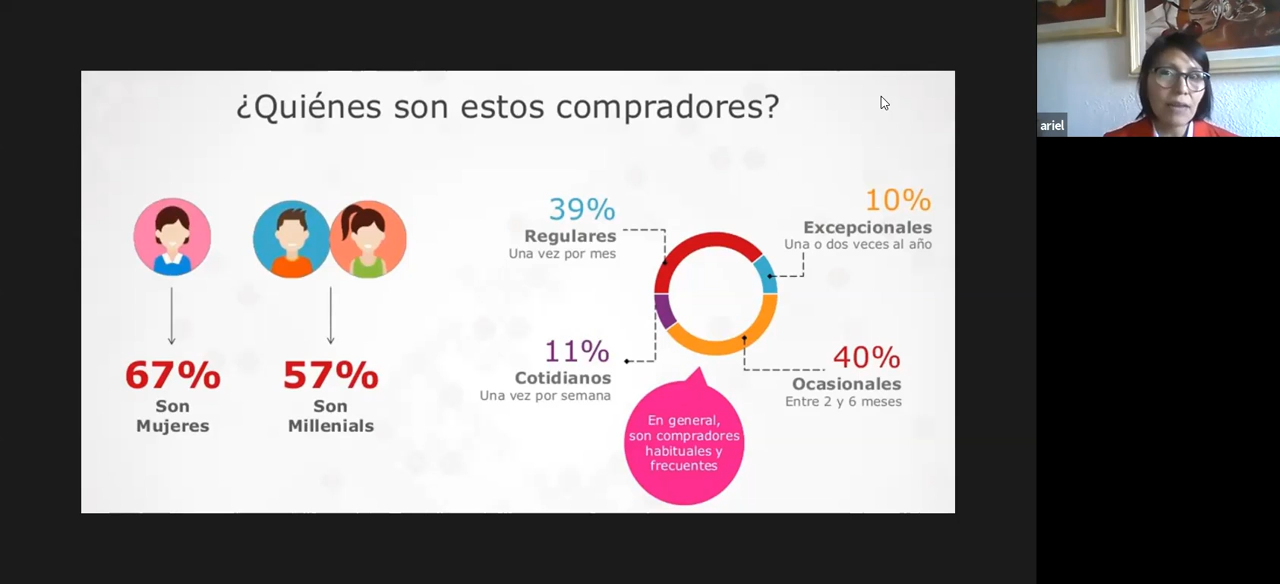 ¿Quiénes son estos compradores?
67%
Son
Mujeres
57%
Son
Millenials
39%
Regulares
Una vez por mes
10%
Excepcionales
Una o dos veces al año
11%
Cotidianos
Una vez por semana
40%
Ocasionales
Entre 2 y 6 meses
En general,
son compradores
habituales y
frecuentes
ariel